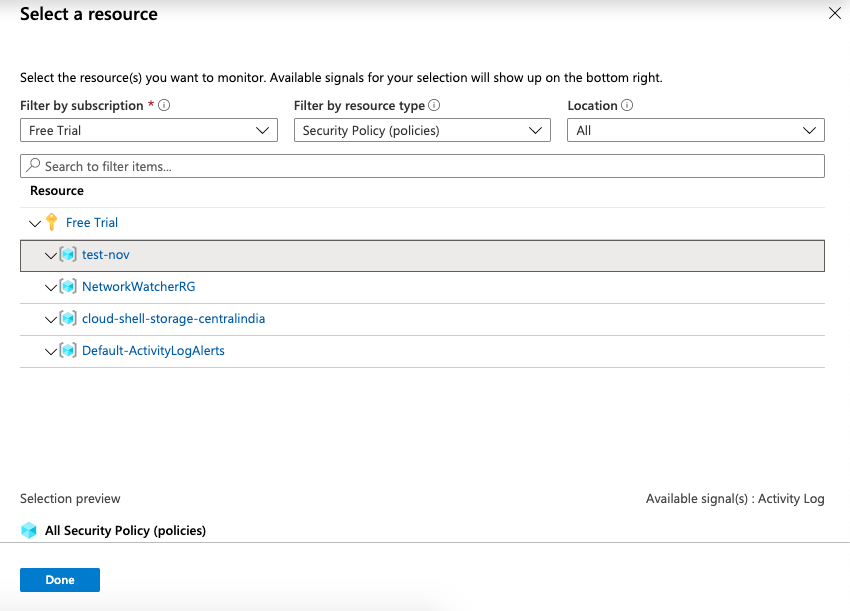 Select a resource
Select the resource(s) you want to monitor. Available signals for your selection will show up on the bottom right.
Filter by subscription * Filter by resource type Location
Free Trial Security Policy (policies) All
Search to filter items...
Resource
Free Trial
test-nov
NetworkWatcherRG
cloud-shell-storage-centralindia
Default-ActivityLogAlerts
Selection preview Available signal(s) : Activity Log
All Security Policy (policies)
Done